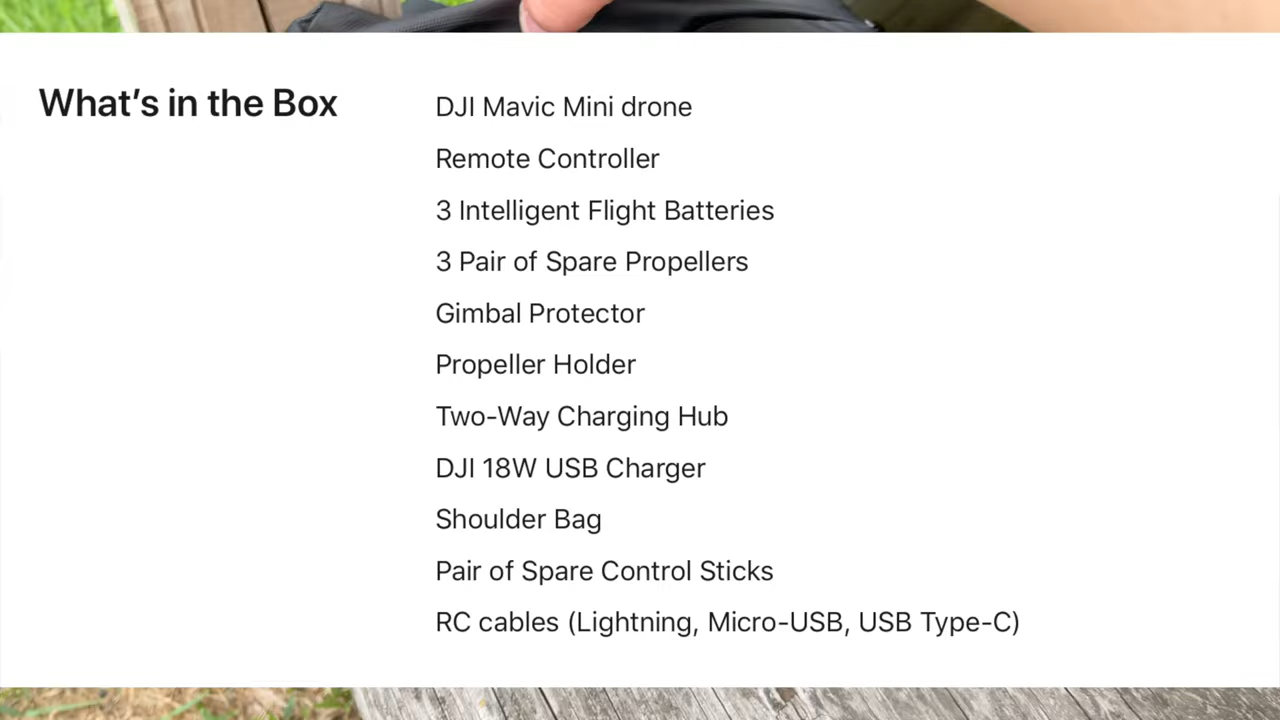 What's in the Box
DJI Mavic Mini drone
Remote Controller
3 Intelligent Flight Batteries
3 Pair of Spare Propellers
Gimbal Protector
Propeller Holder
Two-Way Charging Hub
DJI 18W USB Charger
Shoulder Bag
Pair of Spare Control Sticks
RC cables (Lightning, Micro-USB, USB Type-C)